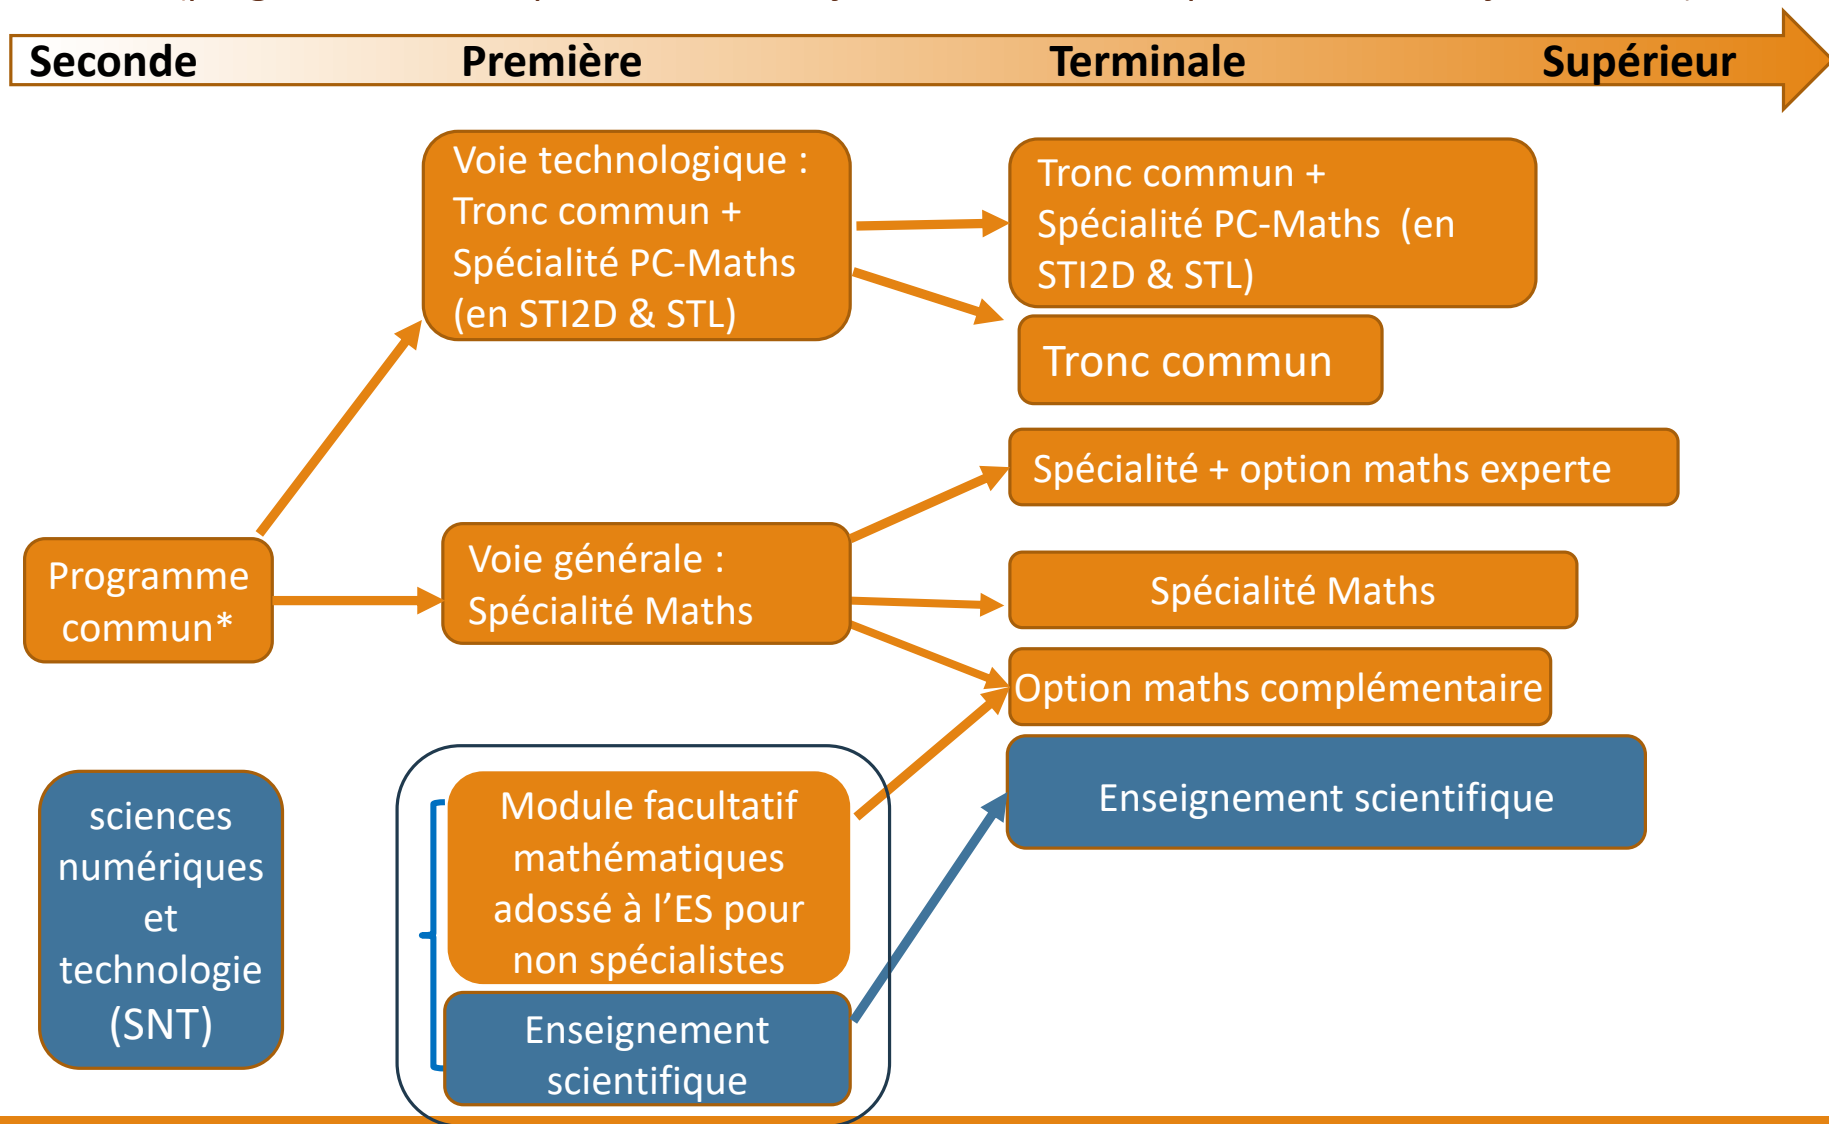 Seconde
Première
Terminale
Supérieur
Voie technologique :
Tronc commun +
Spécialité PC-Maths
(en STI2D & STL)
Tronc commun +
Spécialité PC-Maths (en
STI2D & STL)
Tronc commun
Spécialité + option maths experte
Programme
commun*
Voie générale :
Spécialité Maths
Spécialité Maths
Option maths complémentaire
sciences
numériques
et
technologie
(SNT)
Module facultatif
mathématiques
adossé à l’ES pour
non spécialistes
Enseignement
scientifique
Enseignement scientifique